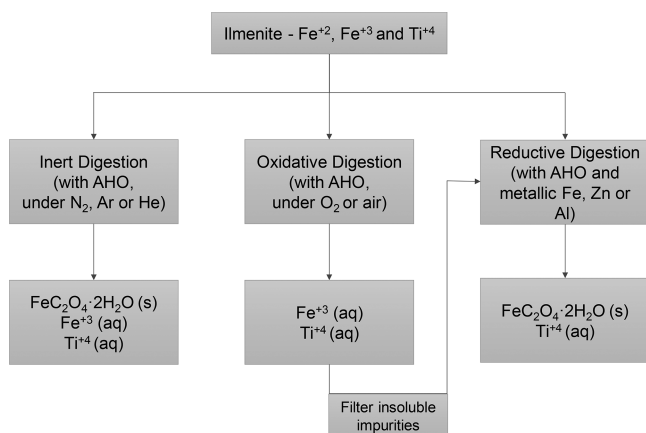 Ilmenite - Fe⁺², Fe⁺³ and Ti⁺⁴
Inert Digestion
(with AHO,
under N₂, Ar or He)
Oxidative Digestion
(with AHO,
under O₂ or air)
Reductive Digestion
(with AHO and
metallic Fe, Zn or
Al)
FeC₂O₄·2H₂O (s)
Fe⁺³ (aq)
Ti⁺⁴ (aq)
Fe⁺³ (aq)
Ti⁺⁴ (aq)
FeC₂O₄·2H₂O (s)
Ti⁺⁴ (aq)
Filter insoluble
impurities